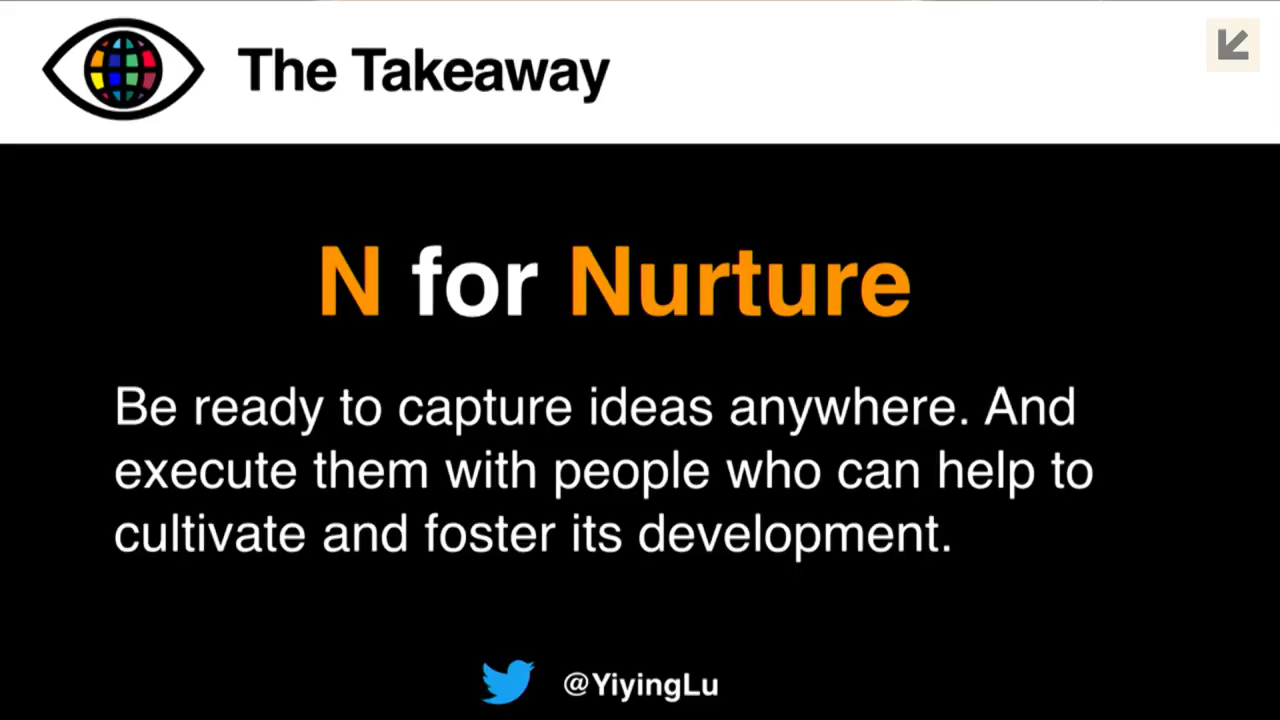 The Takeaway
N for Nurture
Be ready to capture ideas anywhere. And
execute them with people who can help to
cultivate and foster its development.
@YiyingLu